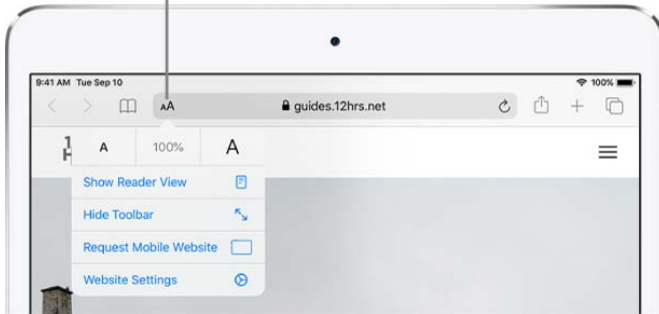 9:41 AM Tue Sep 10 100%
AA guides.12hrs.net
1
H
A 100% A
Show Reader View
Hide Toolbar
Request Mobile Website
Website Settings